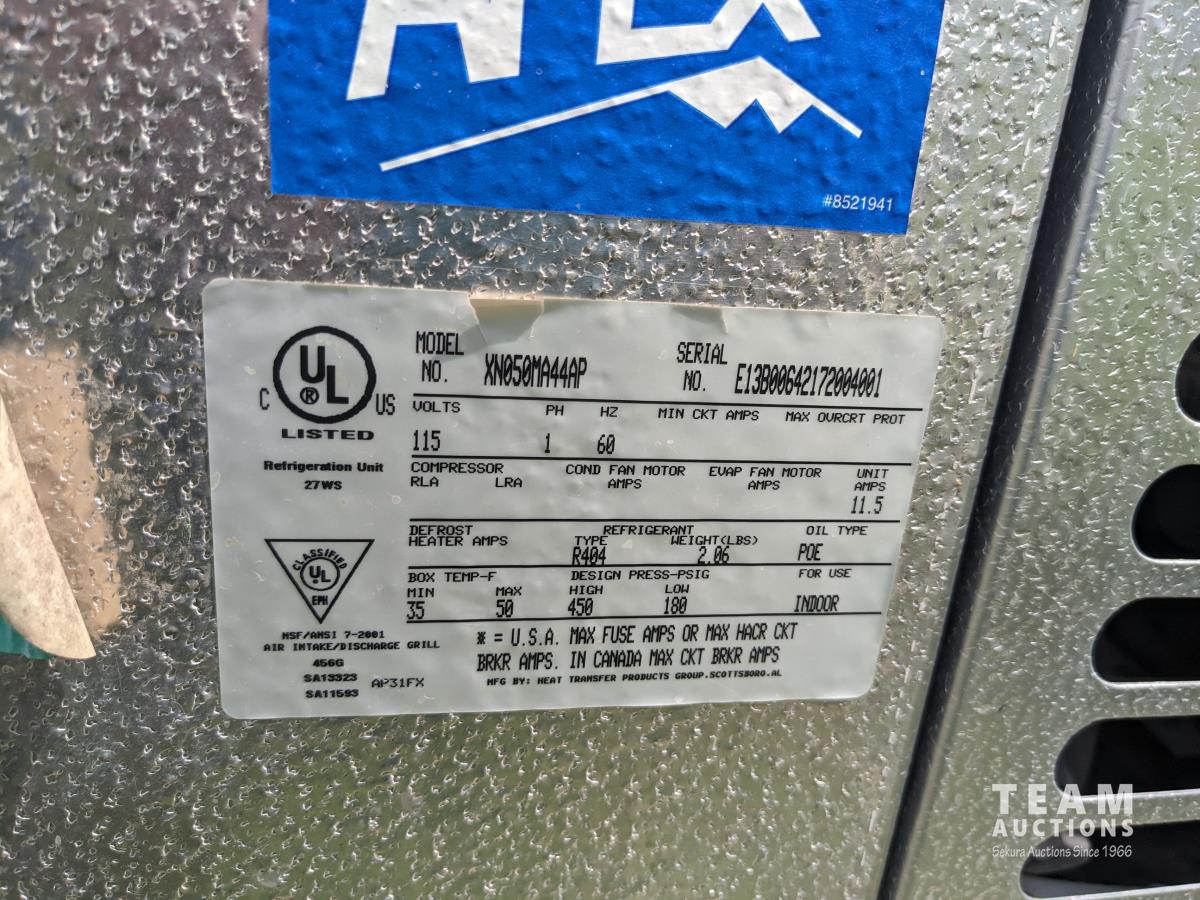 #8521941
UL
®
C US
LISTED
Refrigeration Unit
27WS
MODEL NO. XN050MA44AP SERIAL NO. E13B00642172004001
VOLTS PH HZ MIN CKT AMPS MAX OVRCRT PROT
115 1 60
COMPRESSOR COND FAN MOTOR EVAP FAN MOTOR UNIT
RLA LRA AMPS AMPS AMPS
11.5
DEFROST REFRIGERANT OIL TYPE
HEATER AMPS TYPE WEIGHT(LBS)
R404 2.06 POE
BOX TEMP-F DESIGN PRESS-PSIG FOR USE
MIN MAX HIGH LOW
35 50 450 180 INDOOR
CLASSIFIED
UL
EPH
NSF/ANSI 7-2001
AIR INTAKE/DISCHARGE GRILL
456G
SA13323
SA11593
AP31FX
* = U.S.A. MAX FUSE AMPS OR MAX HACR CKT
BRKR AMPS. IN CANADA MAX CKT BRKR AMPS
MFG BY: HEAT TRANSFER PRODUCTS GROUP.SCOTTSBORO.AL
TEAM
AUCTIONS
Sekura Auctions Since 1966